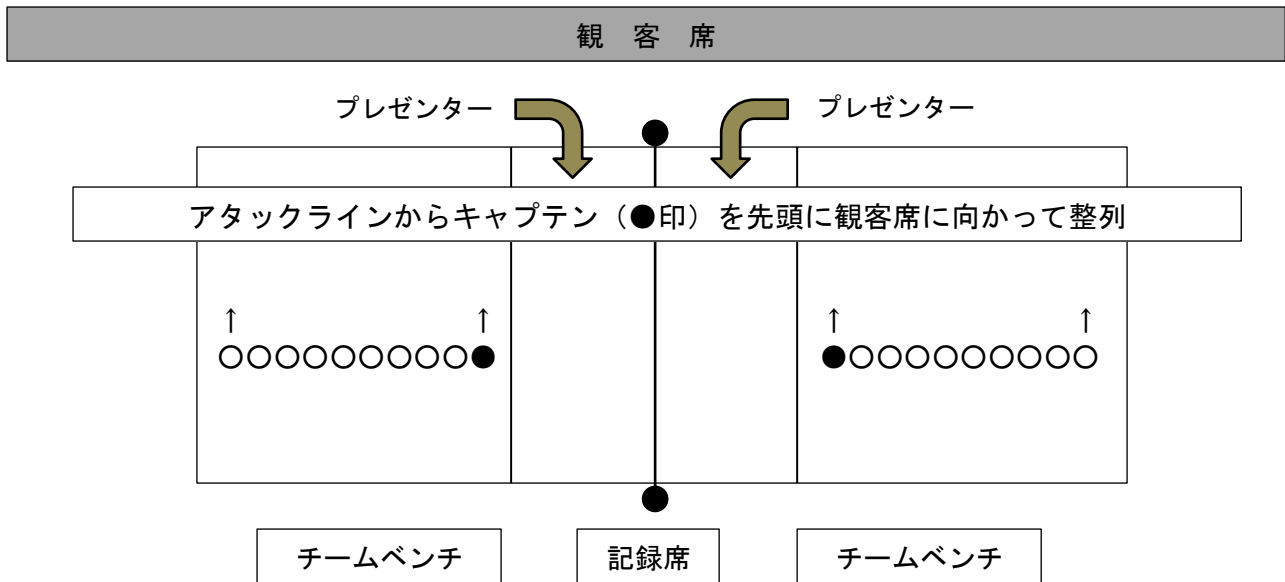 観 客 席
プレゼンター プレゼンター
アタックラインからキャプテン（●印）を先頭に観客席に向かって整列
↑ ↑ ↑ ↑
○○○○○○○○○● ●○○○○○○○○○
チームベンチ 記録席 チームベンチ